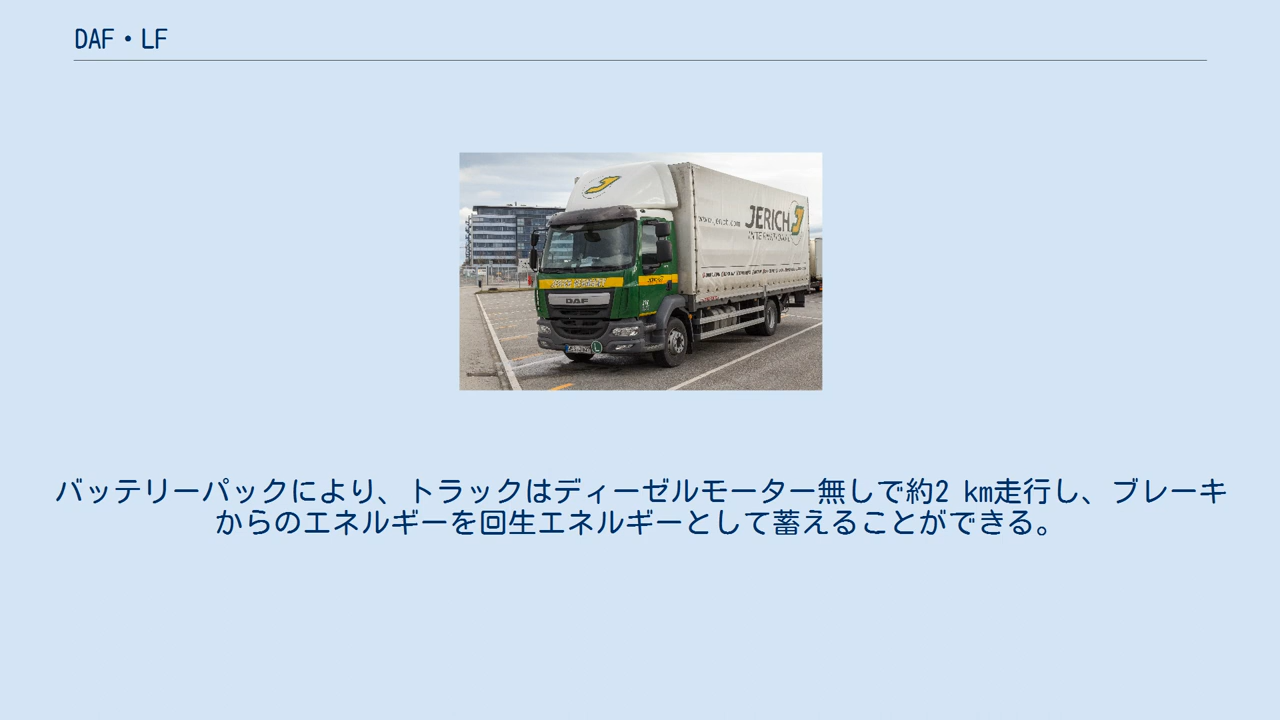 DAF・LF
JERICH
INTERNATIONAL
DAF
バッテリーパックにより、トラックはディーゼルモーター無しで約2 km走行し、ブレーキ
からのエネルギーを回生エネルギーとして蓄えることができる。